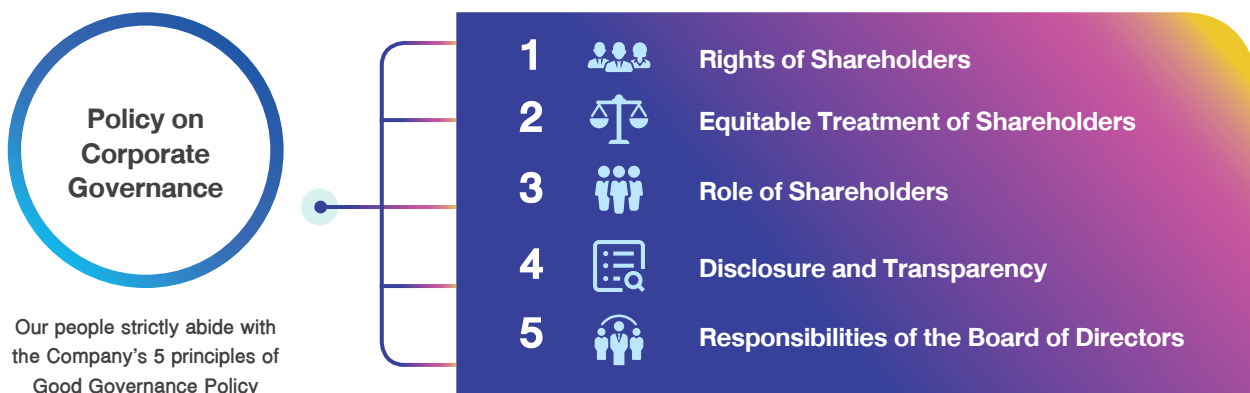 Policy on
Corporate
Governance
Our people strictly abide with
the Company's 5 principles of
Good Governance Policy
1 Rights of Shareholders
2 Equitable Treatment of Shareholders
3 Role of Shareholders
4 Disclosure and Transparency
5 Responsibilities of the Board of Directors